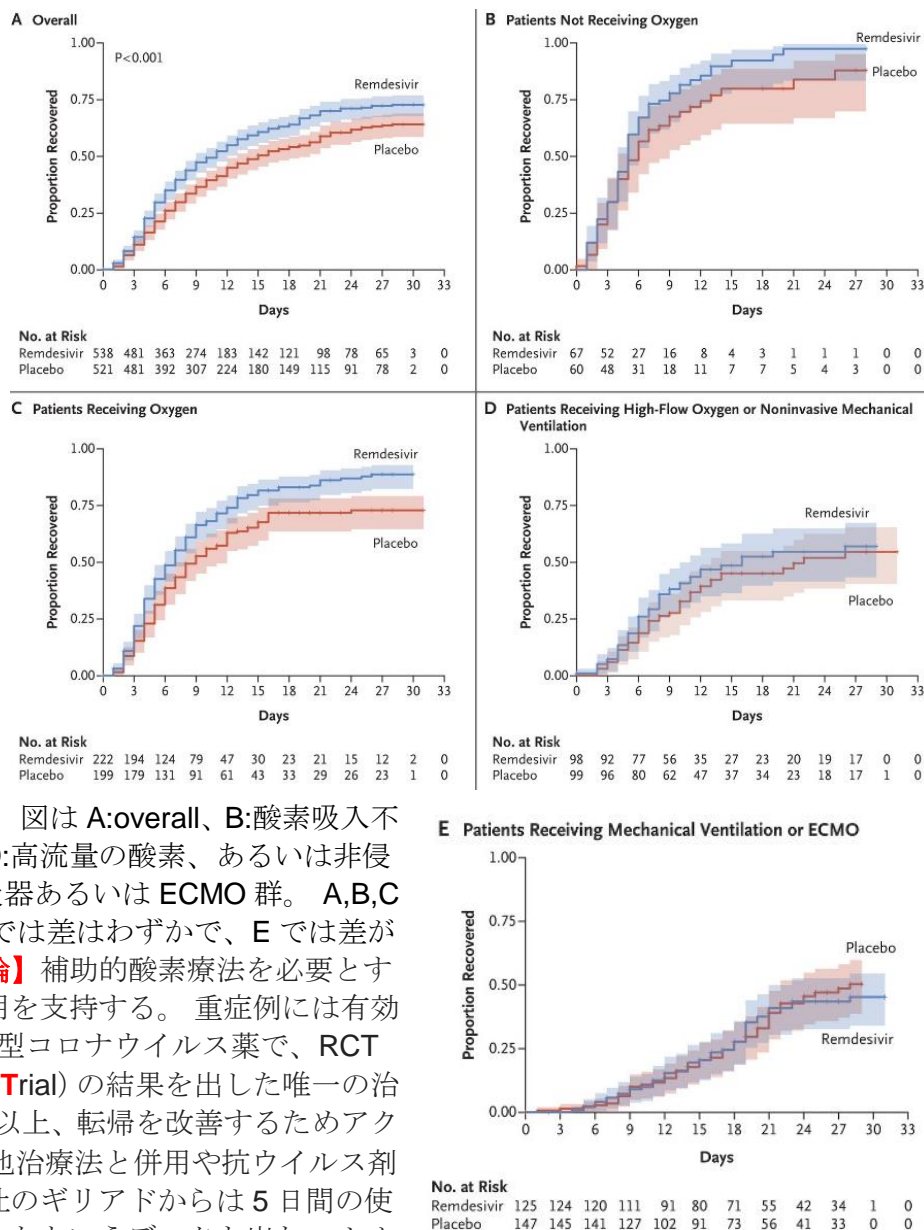 A Overall
P<0.001
1.00
0.75
0.50
0.25
0.00
Proportion Recovered
Remdesivir
Placebo
0 3 6 9 12 15 18 21 24 27 30 33
Days
No. at Risk
Remdesivir 538 481 363 274 183 142 121 98 78 65 3 0
Placebo 521 481 392 307 224 180 149 115 91 78 2 0
B Patients Not Receiving Oxygen
1.00
0.75
0.50
0.25
0.00
Proportion Recovered
Remdesivir
Placebo
0 3 6 9 12 15 18 21 24 27 30 33
Days
No. at Risk
Remdesivir 67 52 27 16 8 4 3 1 1 1 0 0
Placebo 60 48 31 18 11 7 7 5 4 3 0 0
C Patients Receiving Oxygen
1.00
0.75
0.50
0.25
0.00
Proportion Recovered
Remdesivir
Placebo
0 3 6 9 12 15 18 21 24 27 30 33
Days
No. at Risk
Remdesivir 222 194 124 79 47 30 23 21 15 12 2 0
Placebo 199 179 131 91 61 43 33 29 26 23 1 0
D Patients Receiving High-Flow Oxygen or Noninvasive Mechanical
Ventilation
1.00
0.75
0.50
0.25
0.00
Proportion Recovered
Remdesivir
Placebo
0 3 6 9 12 15 18 21 24 27 30 33
Days
No. at Risk
Remdesivir 98 92 77 56 35 27 23 20 19 17 0 0
Placebo 99 96 80 62 47 37 34 23 18 17 1 0
図は A:overall、B:酸素吸入不
:高流量の酸素、あるいは非侵
器あるいは ECMO 群。 A,B,C
では差はわずかで、E では差が
】補助的酸素療法を必要とす
用を支持する。 重症例には有効
型コロナウイルス薬で、RCT
Trial）の結果を出した唯一の治
以上、転帰を改善するためアク
他治療法と併用や抗ウイルス剤
社のギリアドからは 5 日間の使
E Patients Receiving Mechanical Ventilation or ECMO
1.00
0.75
0.50
0.25
0.00
Proportion Recovered
Placebo
Remdesivir
0 3 6 9 12 15 18 21 24 27 30 33
Days
No. at Risk
Remdesivir 125 124 120 111 91 80 71 55 42 34 1 0
Placebo 147 145 141 127 102 91 73 56 41 33 0 0